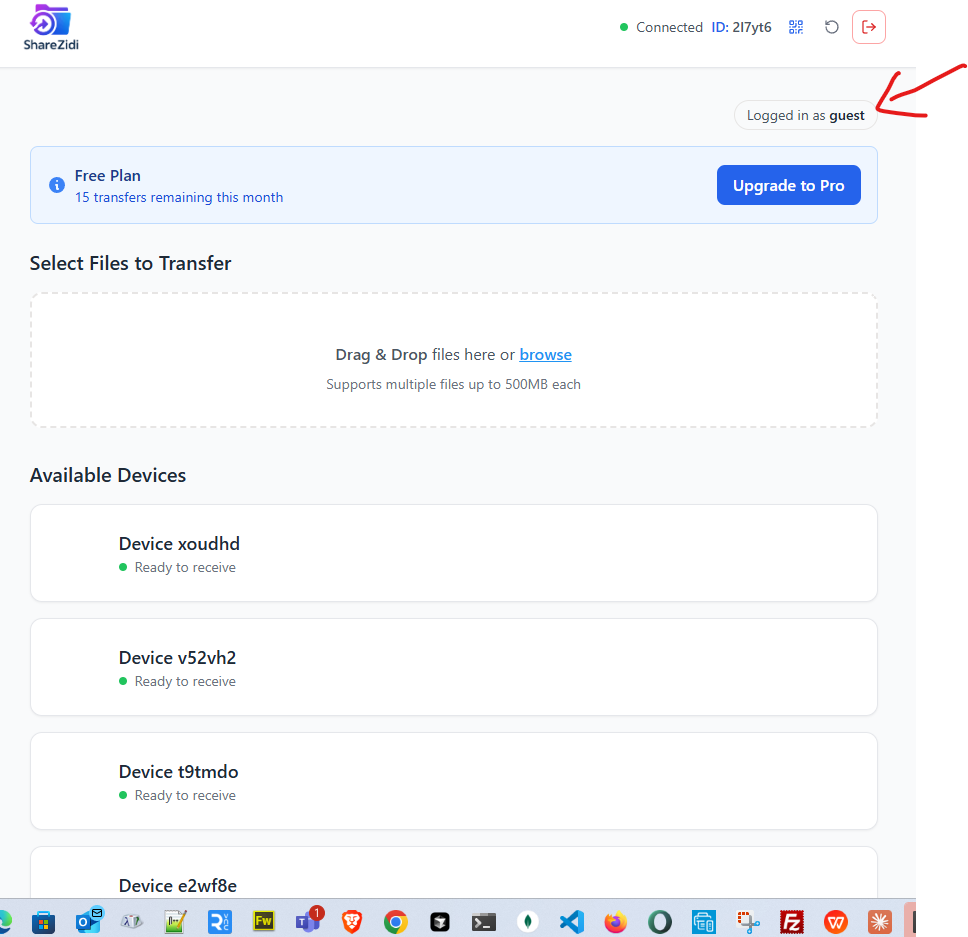 ShareZidi
Connected ID: 2l7yt6
Logged in as guest
Free Plan
15 transfers remaining this month
Upgrade to Pro
Select Files to Transfer
Drag & Drop files here or browse
Supports multiple files up to 500MB each
Available Devices
Device xoudhd
Ready to receive
Device v52vh2
Ready to receive
Device t9tmdo
Ready to receive
Device e2wf8e
Fw
1